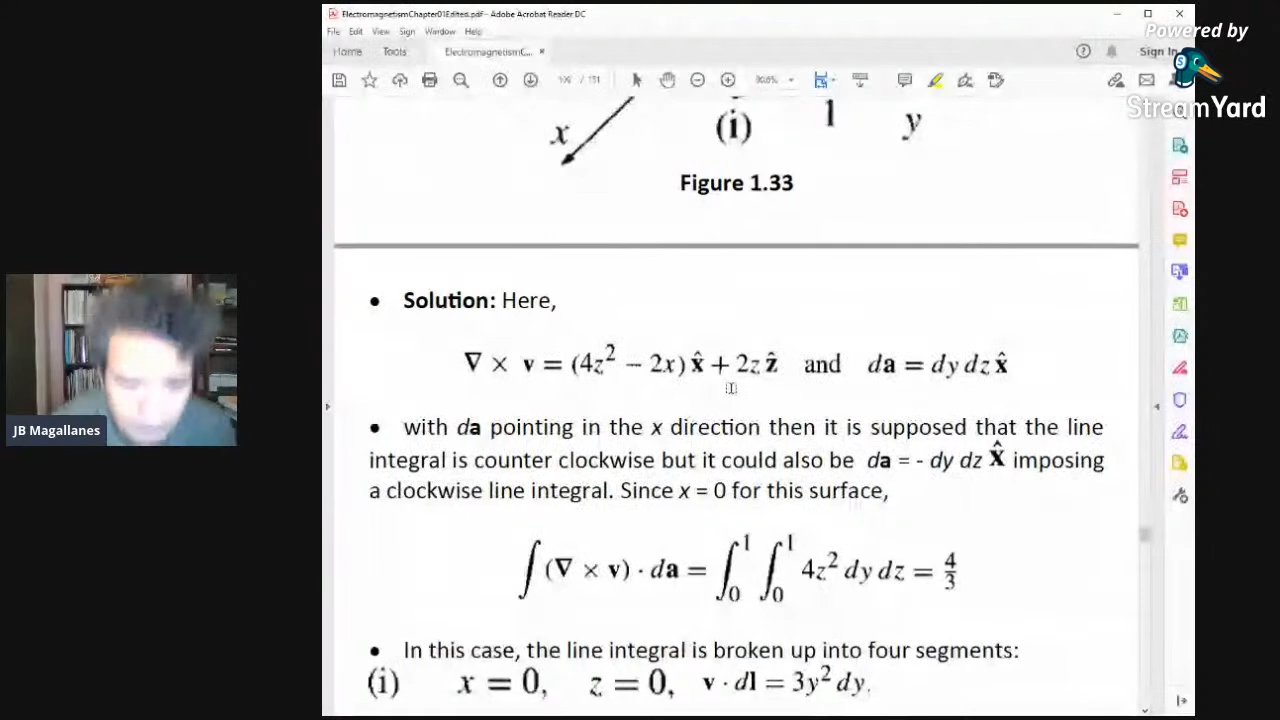 ElectromagnetismChapter01Edited.pdf - Adobe Acrobat Reader DC
File Edit View Sign Window Help
Home Tools ElectromagnetismC... × Sign In
Powered by
StreamYard
x (i) 1 y
Figure 1.33
• Solution: Here,
∇ × v = (4z² − 2x) x̂ + 2z ẑ and da = dy dz x̂
• with da pointing in the x direction then it is supposed that the line
integral is counter clockwise but it could also be da = - dy dz x̂ imposing
a clockwise line integral. Since x = 0 for this surface,
∫ (∇ × v) · da = ∫₀¹ ∫₀¹ 4z² dy dz = 4/3
• In this case, the line integral is broken up into four segments:
(i) x = 0, z = 0, v · dl = 3y² dy.
JB Magallanes